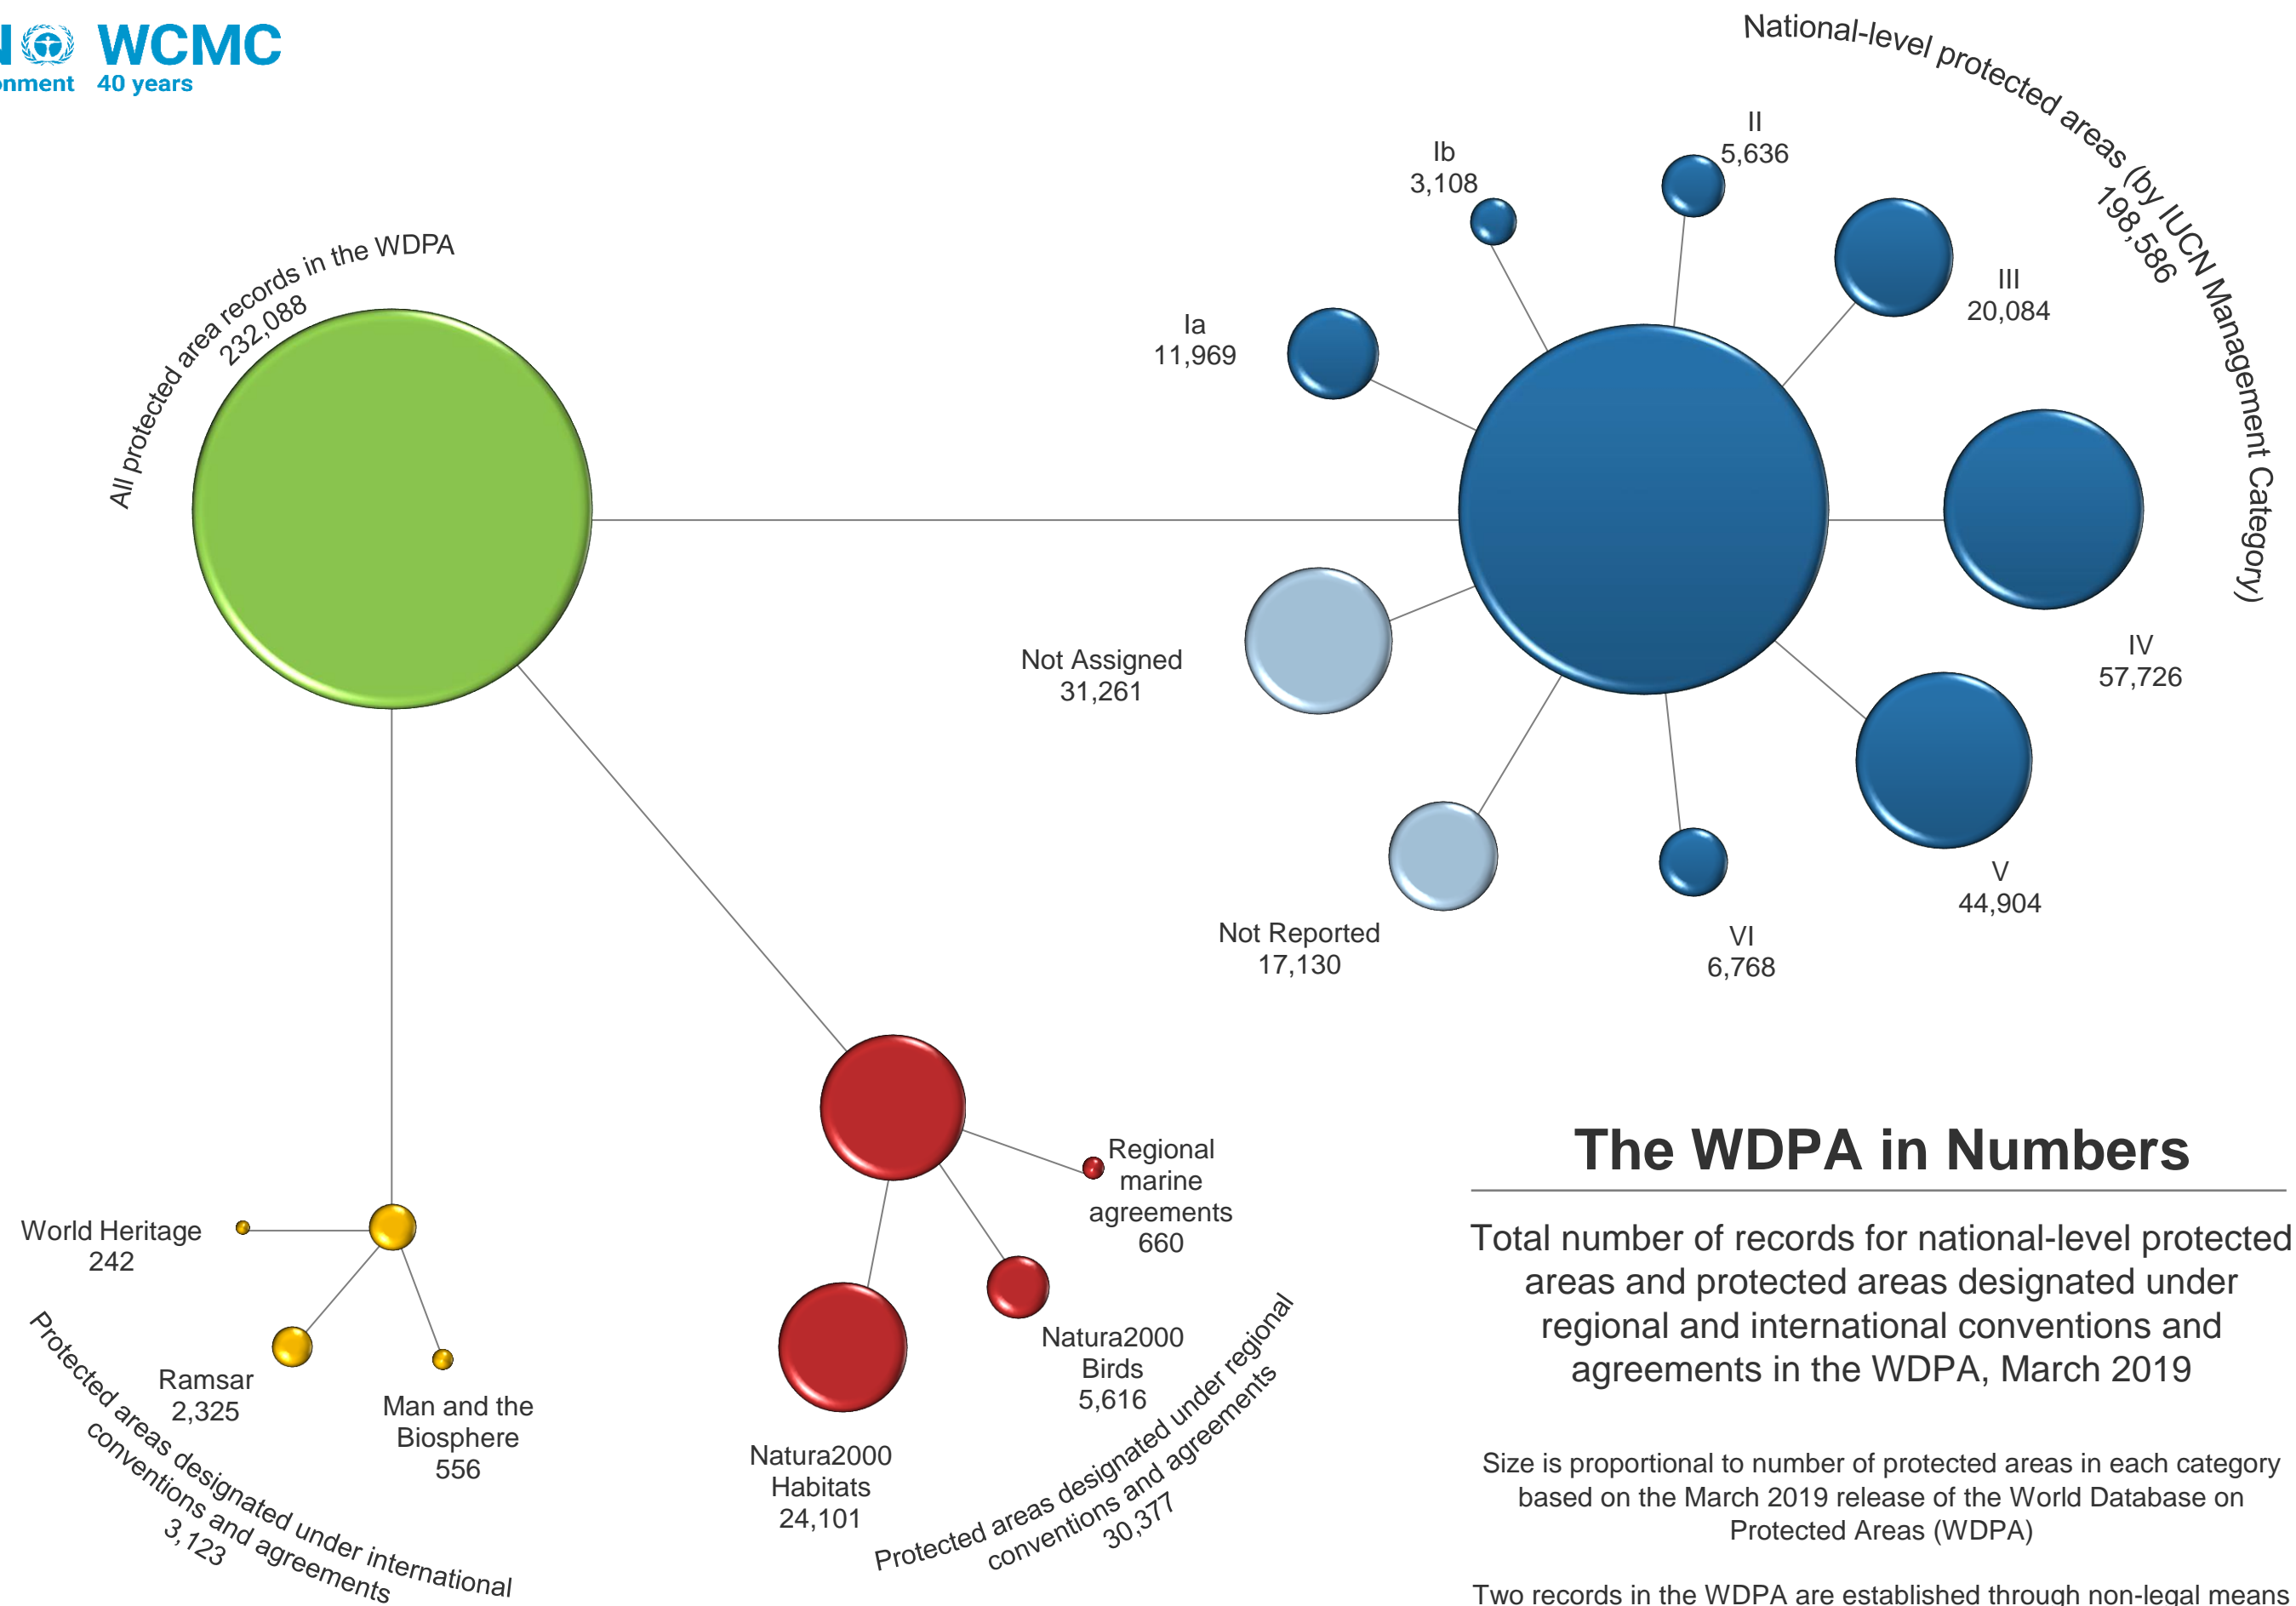 WCMC
40 years
All protected area records in the WDPA
232,088
National-level protected areas (by IUCN Management Category)
198,586
Ia
11,969
Ib
3,108
II
5,636
III
20,084
IV
57,726
V
44,904
VI
6,768
Not Reported
17,130
Not Assigned
31,261
World Heritage
242
Ramsar
2,325
Man and the
Biosphere
556
Protected areas designated under international
conventions and agreements
3,123
Regional
marine
agreements
660
Natura2000
Birds
5,616
Natura2000
Habitats
24,101
Protected areas designated under regional
conventions and agreements
30,377
The WDPA in Numbers
Total number of records for national-level protected
areas and protected areas designated under
regional and international conventions and
agreements in the WDPA, March 2019
Size is proportional to number of protected areas in each category
based on the March 2019 release of the World Database on
Protected Areas (WDPA)
Two records in the WDPA are established through non-legal means